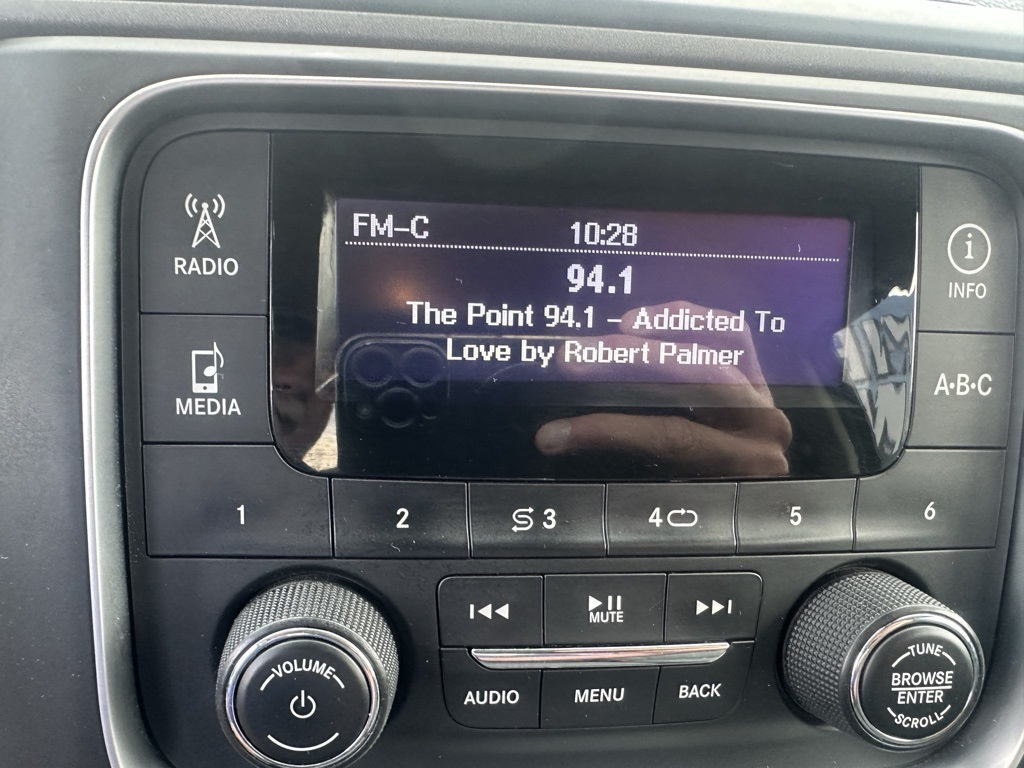 FM-C 10:28
94.1
The Point 94.1 - Addicted To
Love by Robert Palmer
RADIO
INFO
MEDIA
A•B•C
1 2 3 4 5 6
MUTE
VOLUME
AUDIO MENU BACK
TUNE
BROWSE
ENTER
SCROLL